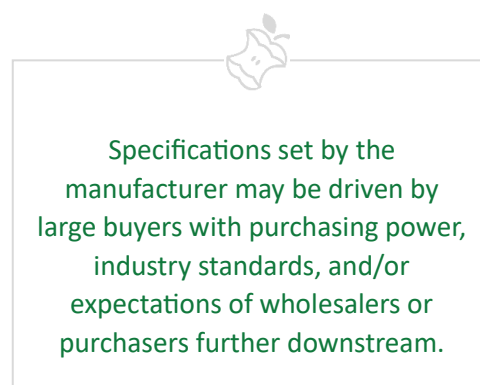 Specifications set by the
manufacturer may be driven by
large buyers with purchasing power,
industry standards, and/or
expectations of wholesalers or
purchasers further downstream.